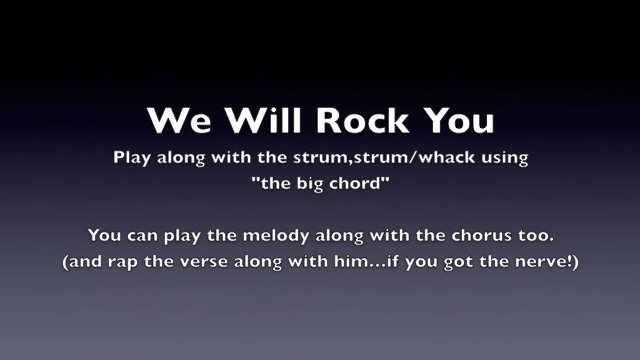 We Will Rock You
Play along with the strum,strum/whack using
"the big chord"
You can play the melody along with the chorus too.
(and rap the verse along with him...if you got the nerve!)